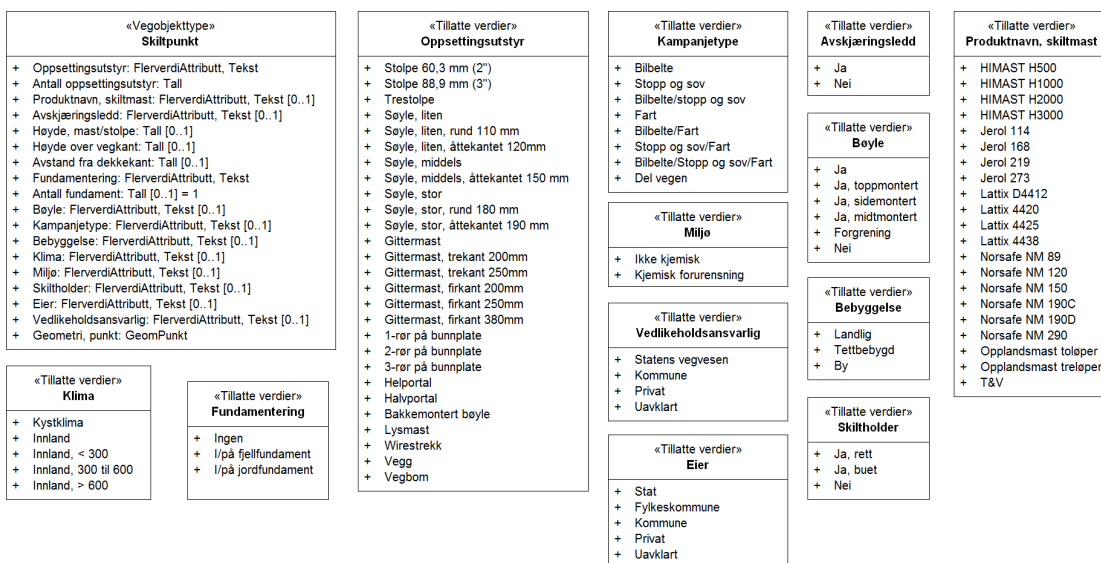 «Vegobjekttype»
Skiltpunkt
+ Oppsettingsutstyr: FlerverdiAttributt, Tekst
+ Antall oppsettingsutstyr: Tall
+ Produktnavn, skiltmast: FlerverdiAttributt, Tekst [0..1]
+ Avskjæringsledd: FlerverdiAttributt, Tekst [0..1]
+ Høyde, mast/stolpe: Tall [0..1]
+ Høyde over vegkant: Tall [0..1]
+ Avstand fra dekkekant: Tall [0..1]
+ Fundamentering: FlerverdiAttributt, Tekst
+ Antall fundament: Tall [0..1] = 1
+ Bøyle: FlerverdiAttributt, Tekst [0..1]
+ Kampanjetype: FlerverdiAttributt, Tekst [0..1]
+ Bebyggelse: FlerverdiAttributt, Tekst [0..1]
+ Klima: FlerverdiAttributt, Tekst [0..1]
+ Miljø: FlerverdiAttributt, Tekst [0..1]
+ Skiltholder: FlerverdiAttributt, Tekst [0..1]
+ Eier: FlerverdiAttributt, Tekst [0..1]
+ Vedlikeholdsansvarlig: FlerverdiAttributt, Tekst [0..1]
+ Geometri, punkt: GeomPunkt
«Tillatte verdier»
Klima
+ Kystklima
+ Innland
+ Innland, < 300
+ Innland, 300 til 600
+ Innland, > 600
«Tillatte verdier»
Fundamentering
+ Ingen
+ I/på fjellfundament
+ I/på jordfundament
«Tillatte verdier»
Oppsettingsutstyr
+ Stolpe 60,3 mm (2")
+ Stolpe 88,9 mm (3")
+ Trestolpe
+ Søyle, liten
+ Søyle, liten, rund 110 mm
+ Søyle, liten, åttekantet 120mm
+ Søyle, middels
+ Søyle, middels, åttekantet 150 mm
+ Søyle, stor
+ Søyle, stor, rund 180 mm
+ Søyle, stor, åttekantet 190 mm
+ Gittermast
+ Gittermast, trekant 200mm
+ Gittermast, trekant 250mm
+ Gittermast, firkant 200mm
+ Gittermast, firkant 250mm
+ Gittermast, firkant 380mm
+ 1-rør på bunnplate
+ 2-rør på bunnplate
+ 3-rør på bunnplate
+ Helportal
+ Halvportal
+ Bakkemontert bøyle
+ Lysmast
+ Wirestrekk
+ Vegg
+ Vegbom
«Tillatte verdier»
Kampanjetype
+ Bilbelte
+ Stopp og sov
+ Bilbelte/stopp og sov
+ Fart
+ Bilbelte/Fart
+ Stopp og sov/Fart
+ Bilbelte/Stopp og sov/Fart
+ Del vegen
«Tillatte verdier»
Miljø
+ Ikke kjemisk
+ Kjemisk forurensning
«Tillatte verdier»
Vedlikeholdsansvarlig
+ Statens vegvesen
+ Kommune
+ Privat
+ Uavklart
«Tillatte verdier»
Eier
+ Stat
+ Fylkeskommune
+ Kommune
+ Privat
+ Uavklart
«Tillatte verdier»
Avskjæringsledd
+ Ja
+ Nei
«Tillatte verdier»
Bøyle
+ Ja
+ Ja, toppmontert
+ Ja, sidemontert
+ Ja, midtmontert
+ Forgrening
+ Nei
«Tillatte verdier»
Bebyggelse
+ Landlig
+ Tettbebygd
+ By
«Tillatte verdier»
Skiltholder
+ Ja, rett
+ Ja, buet
+ Nei
«Tillatte verdier»
Produktnavn, skiltmast
+ HIMAST H500
+ HIMAST H1000
+ HIMAST H2000
+ HIMAST H3000
+ Jerol 114
+ Jerol 168
+ Jerol 219
+ Jerol 273
+ Lattix D4412
+ Lattix 4420
+ Lattix 4425
+ Lattix 4438
+ Norsafe NM 89
+ Norsafe NM 120
+ Norsafe NM 150
+ Norsafe NM 190C
+ Norsafe NM 190D
+ Norsafe NM 290
+ Opplandsmast toløper
+ Opplandsmast treløper
+ T&V